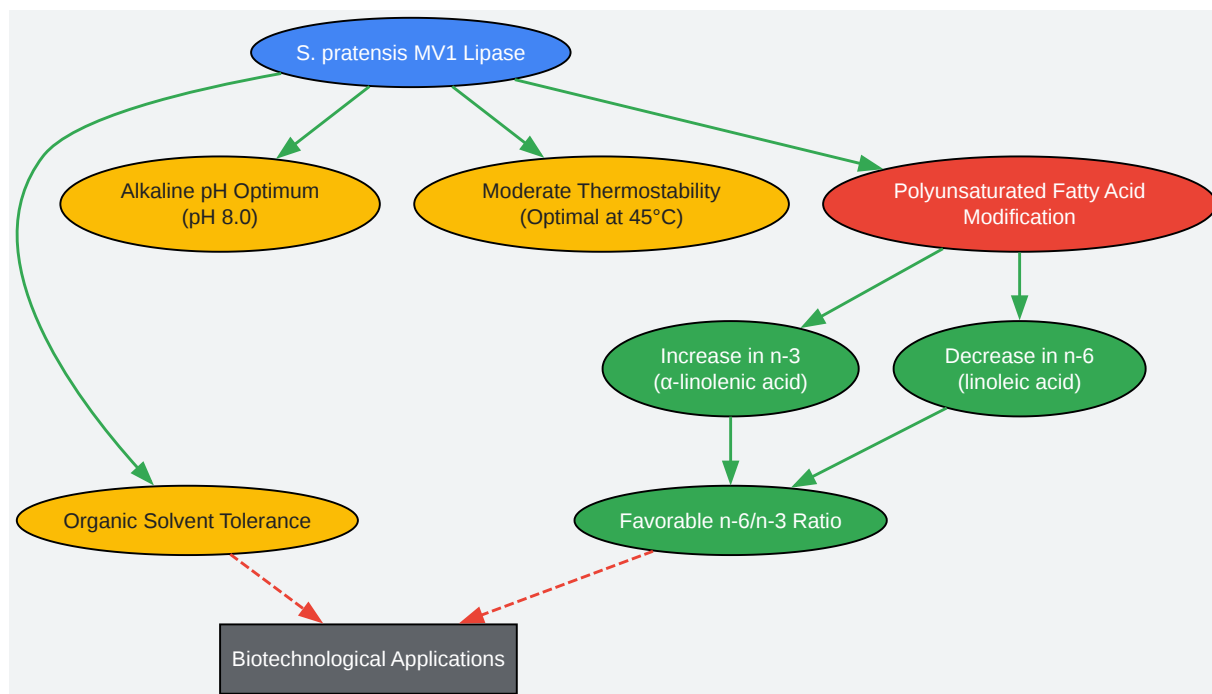 S. pratensis MV1 Lipase
Alkaline pH Optimum
(pH 8.0)
Moderate Thermostability
(Optimal at 45°C)
Polyunsaturated Fatty Acid
Modification
Increase in n-3
(α-linolenic acid)
Decrease in n-6
(linoleic acid)
Organic Solvent Tolerance
Favorable n-6/n-3 Ratio
Biotechnological Applications